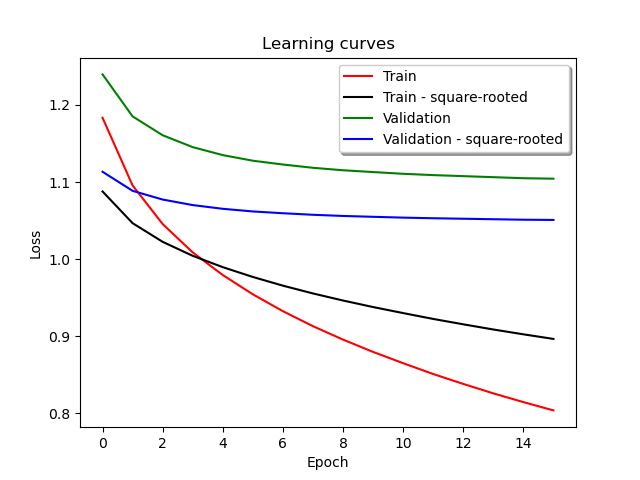 Learning curves
Train
Train - square-rooted
Validation
Validation - square-rooted
Loss
1.2
1.1
1.0
0.9
0.8
0 2 4 6 8 10 12 14
Epoch